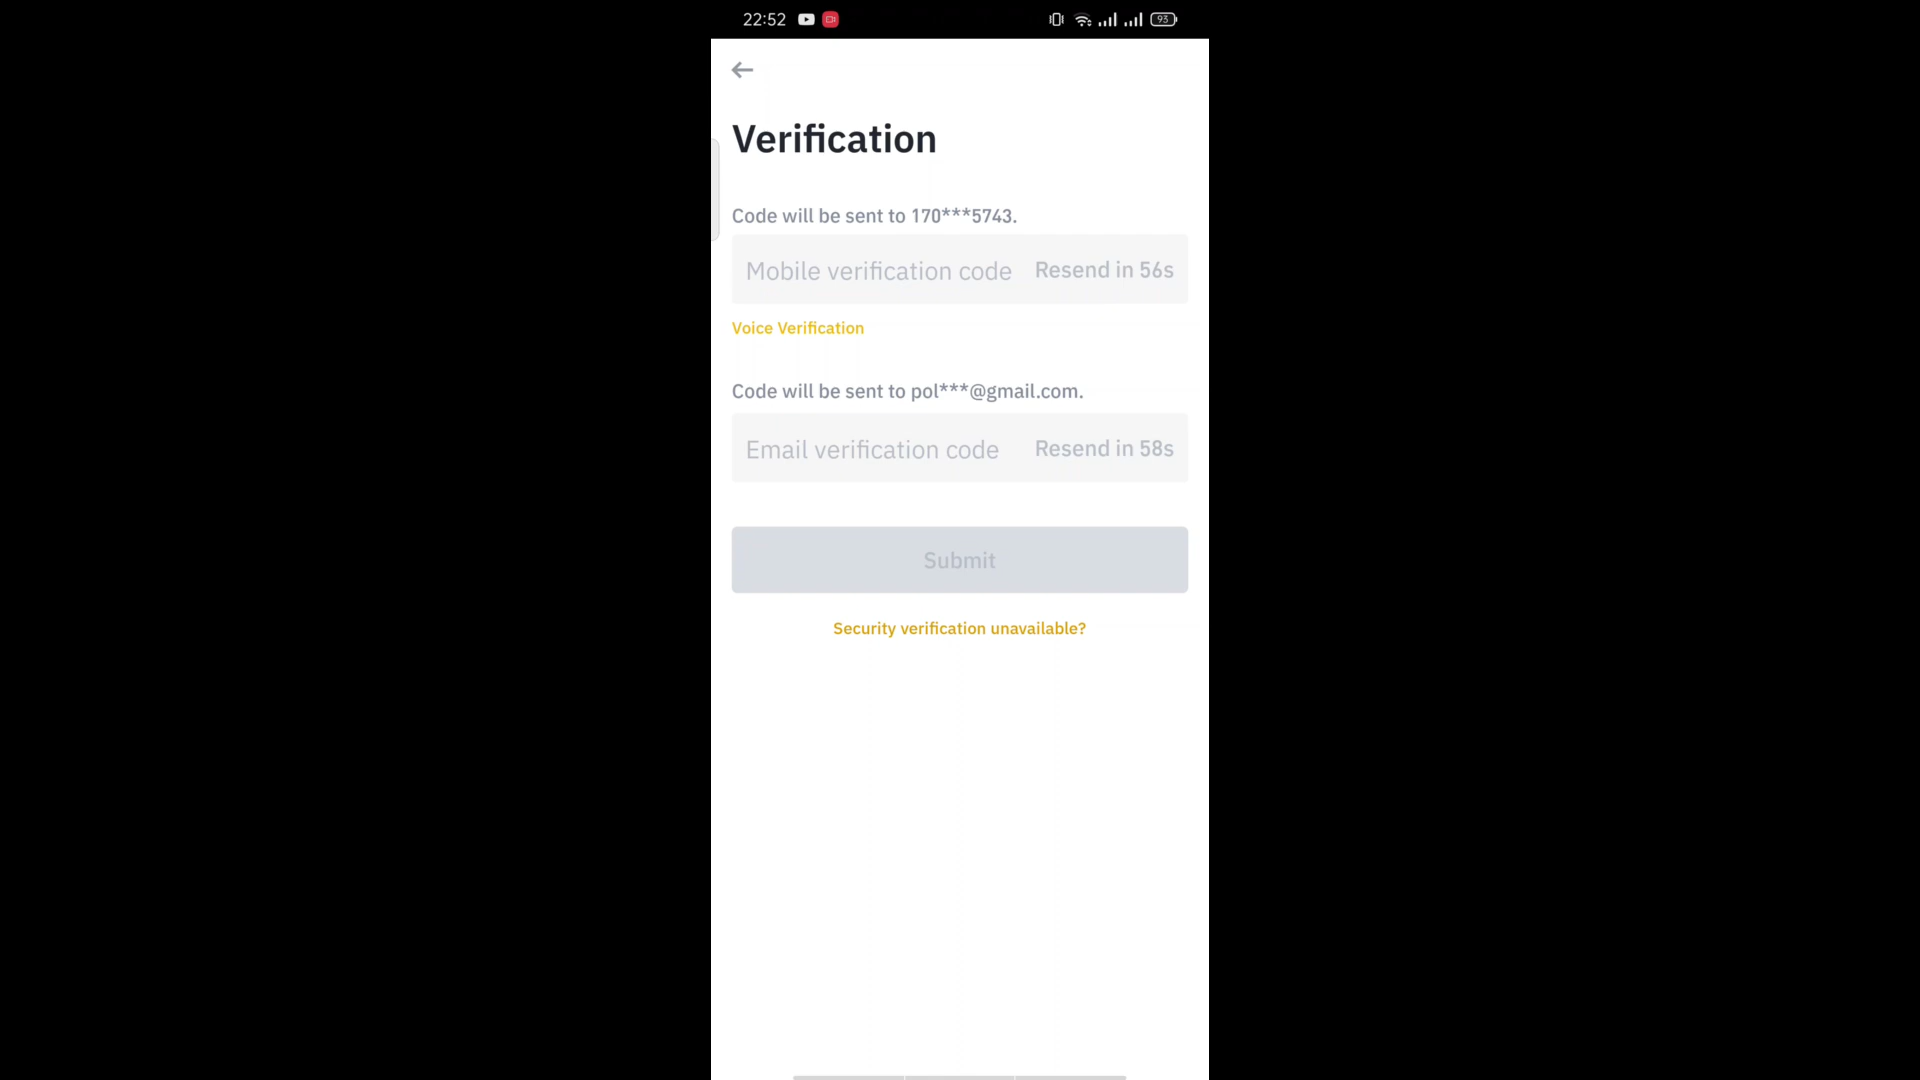 22:52
93
Verification
Code will be sent to 170***5743.
Mobile verification code Resend in 56s
Voice Verification
Code will be sent to pol***@gmail.com.
Email verification code Resend in 58s
Submit
Security verification unavailable?